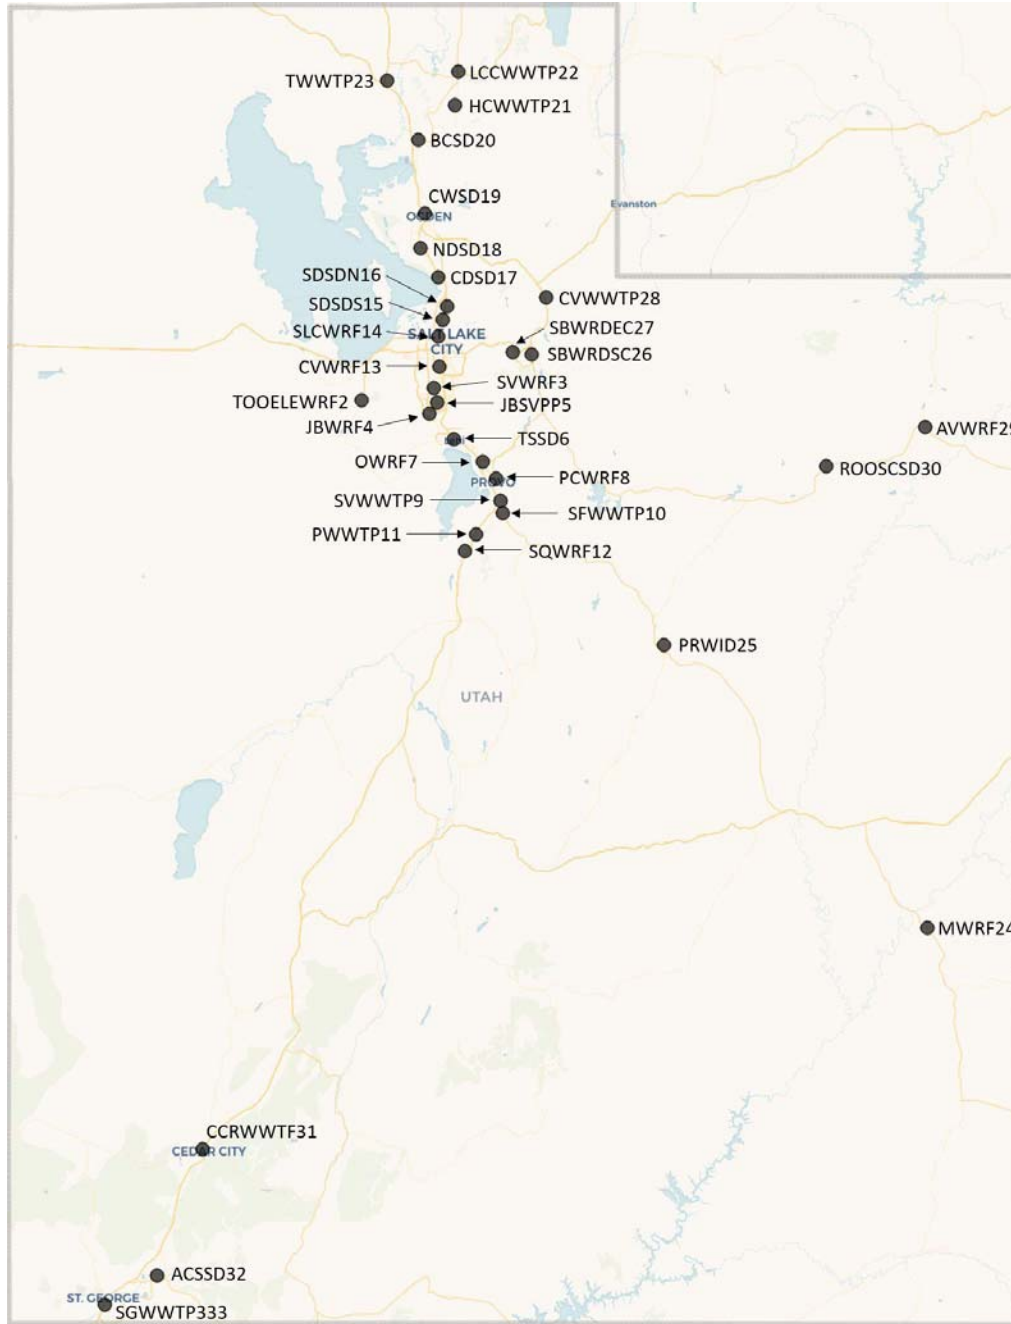 LCCWWTP22
TWWTP23
HCWWTP21
BCSD20
CWSD19
Evanston
OGDEN
NDSD18
SDSDN16
CDSD17
SDSDS15
CVWWTP28
SLCWRF14
SALT LAKE
CITY
SBWRDEC27
SBWRDSC26
CVWRF13
SVWRF3
TOOELEWRF2
JBSVPP5
JBWRF4
AVWRF29
TSSD6
OWRF7
ROOSCSD30
PCWRF8
PROVO
SVWWTP9
SFWWTP10
PWWTP11
SQWRF12
PRWID25
UTAH
MWRF24
CCRWWTF31
CEDAR CITY
ACSSD32
ST. GEORGE
SGWWTP333